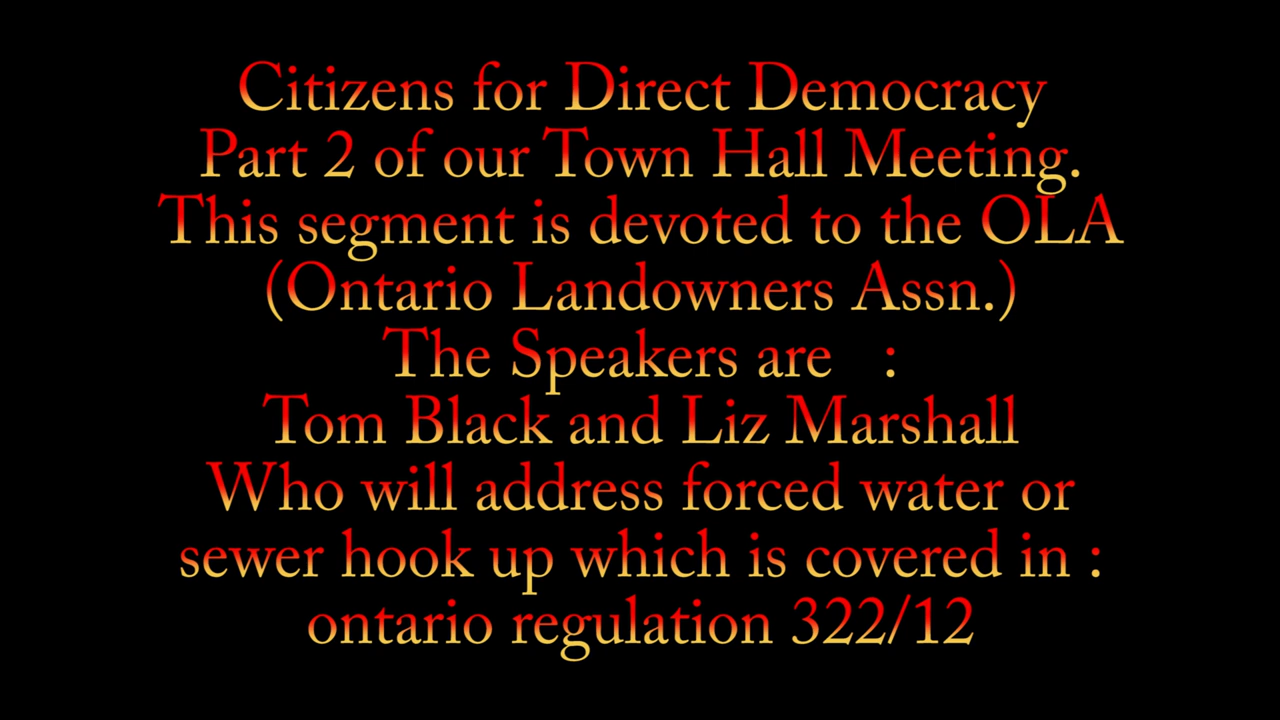 Citizens for Direct Democracy
Part 2 of our Town Hall Meeting.
This segment is devoted to the OLA
(Ontario Landowners Assn.)
The Speakers are :
Tom Black and Liz Marshall
Who will address forced water or
sewer hook up which is covered in :
ontario regulation 322/12